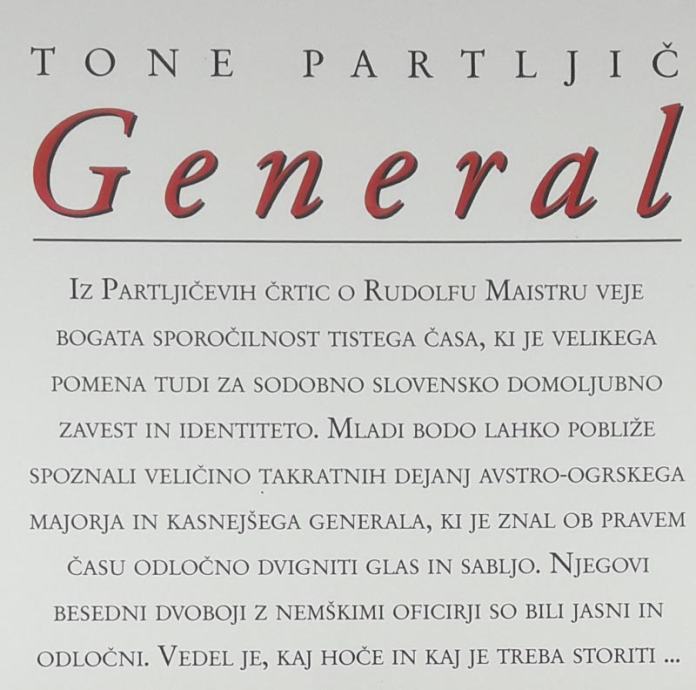 TONE PARTLJIČ
General
Iz Partljičevih črtic o Rudolfu Maistru veje
bogata sporočilnost tistega časa, ki je velikega
pomena tudi za sodobno slovensko domoljubno
zavest in identiteto. Mladi bodo lahko pobliže
spoznali veličino takratnih dejanj avstro-ogrskega
majorja in kasnejšega generala, ki je znal ob pravem
času odločno dvigniti glas in sabljo. Njegovi
besedni dvoboji z nemškimi oficirji so bili jasni in
odločni. Vedel je, kaj hoče in kaj je treba storiti ...